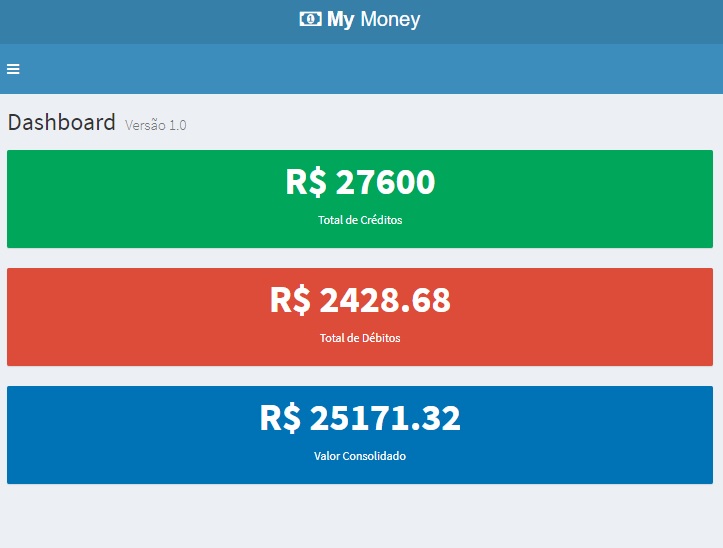 My Money
Dashboard Versão 1.0
R$ 27600
Total de Créditos
R$ 2428.68
Total de Débitos
R$ 25171.32
Valor Consolidado